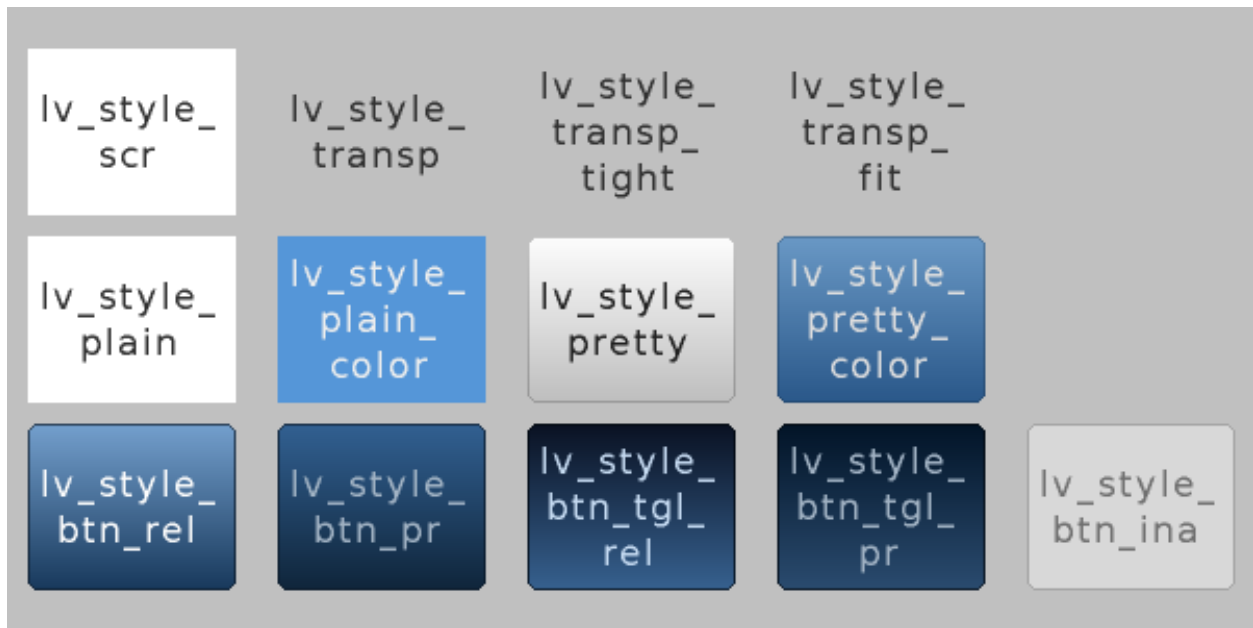 lv_style_
scr
lv_style_
transp
lv_style_
transp_
tight
lv_style_
transp_
fit
lv_style_
plain
lv_style_
plain_
color
lv_style_
pretty
lv_style_
pretty_
color
lv_style_
btn_rel
lv_style_
btn_pr
lv_style_
btn_tgl_
rel
lv_style_
btn_tgl_
pr
lv_style_
btn_ina